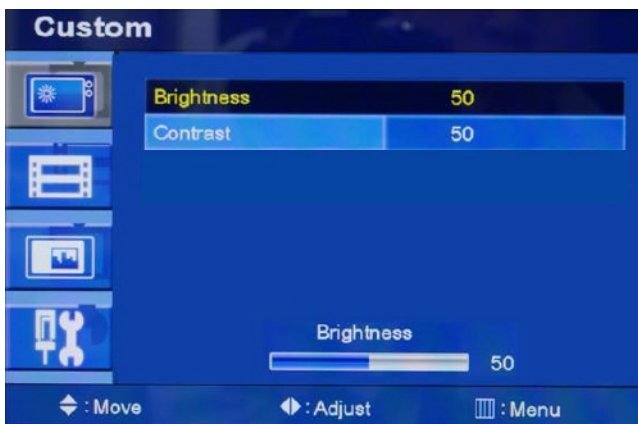 Custom
Brightness 50
Contrast 50
Brightness
50
: Move : Adjust : Menu